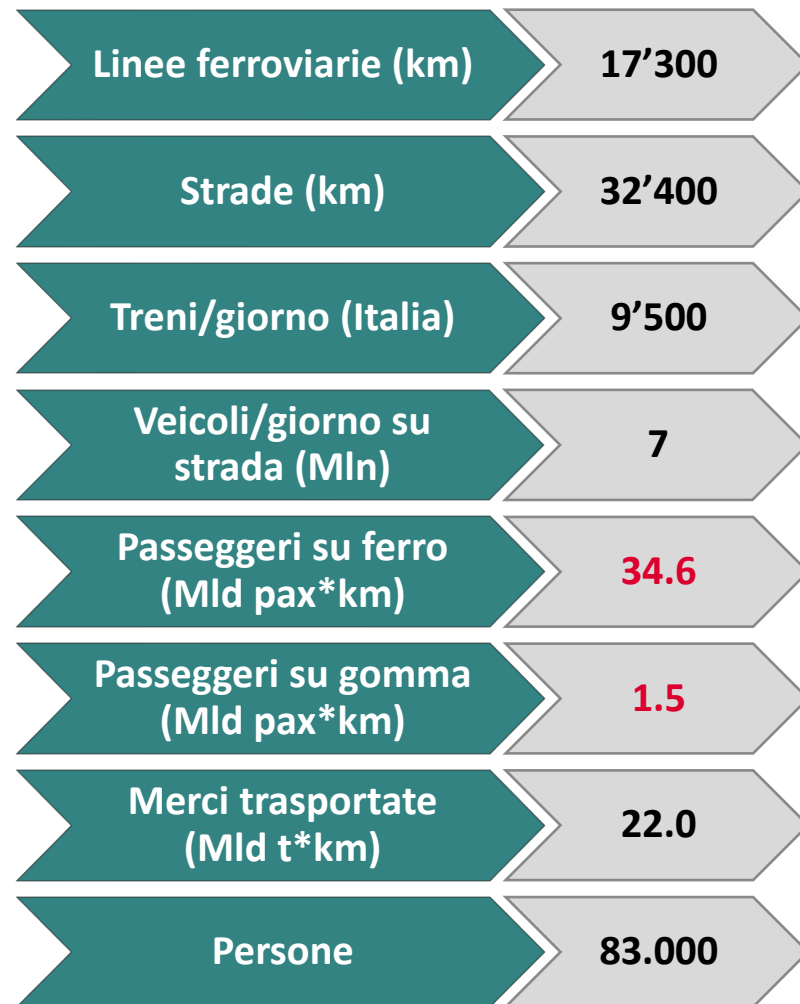 Linee ferroviarie (km)
17’300
Strade (km)
32’400
Treni/giorno (Italia)
9’500
Veicoli/giorno su
strada (Mln)
7
Passeggeri su ferro
(Mld pax*km)
34.6
Passeggeri su gomma
(Mld pax*km)
1.5
Merci trasportate
(Mld t*km)
22.0
Persone
83.000